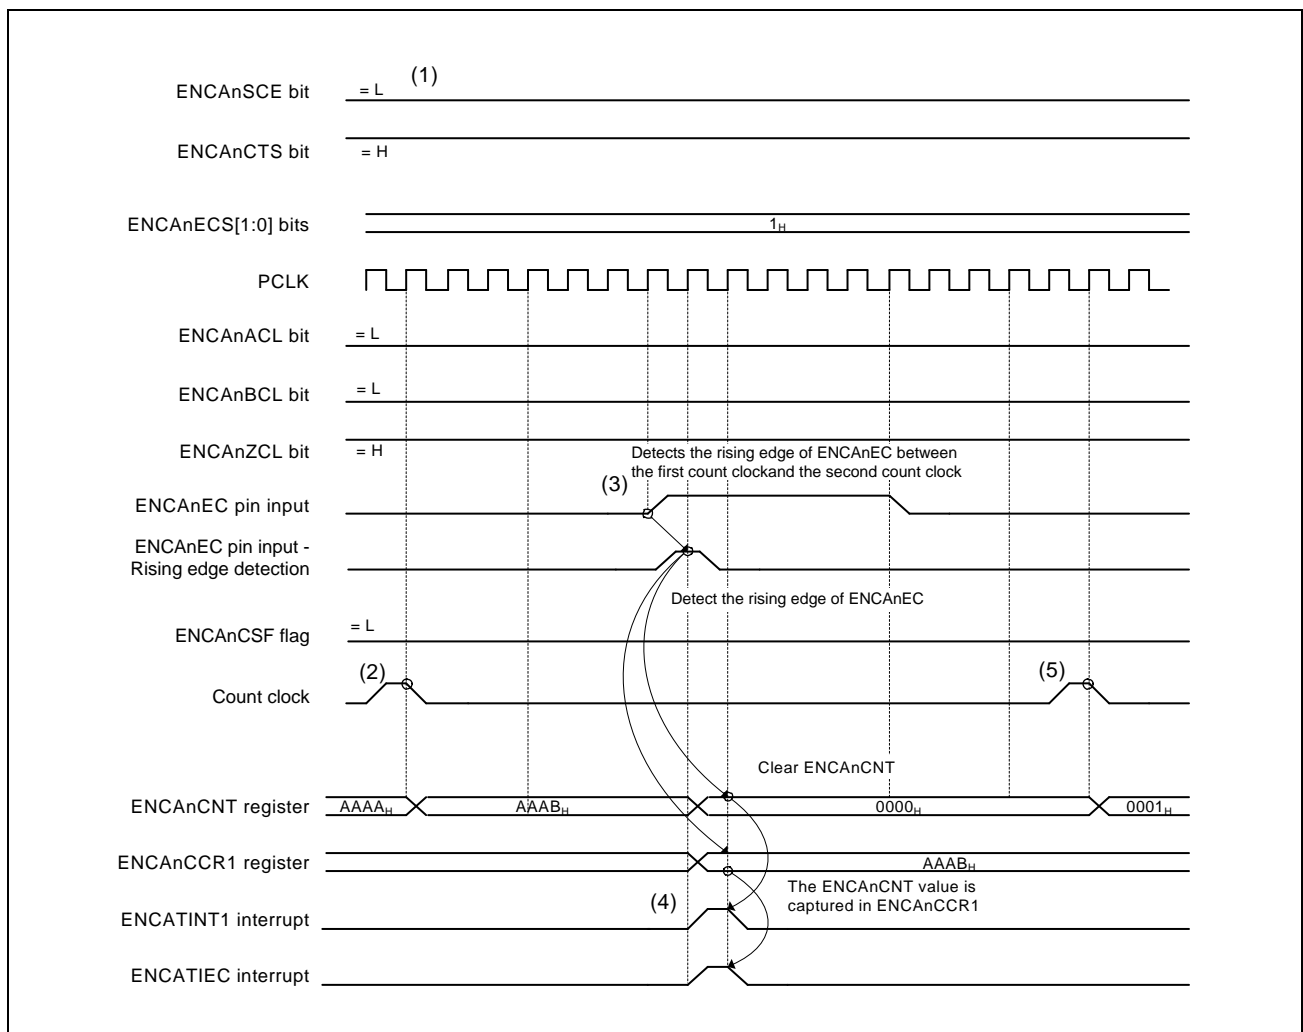 (1)
ENCAnSCE bit = L
ENCAnCTS bit = H
ENCAnECS[1:0] bits 1H
PCLK
ENCAnACL bit = L
ENCAnBCL bit = L
ENCAnZCL bit = H
Detects the rising edge of ENCAnEC between
the first count clockand the second count clock
(3)
ENCAnEC pin input
ENCAnEC pin input -
Rising edge detection
Detect the rising edge of ENCAnEC
ENCAnCSF flag = L
(2) (5)
Count clock
Clear ENCAnCNT
ENCAnCNT register AAAAH AAABH 0000H 0001H
ENCAnCCR1 register AAABH
The ENCAnCNT value is
captured in ENCAnCCR1
(4)
ENCATINT1 interrupt
ENCATIEC interrupt